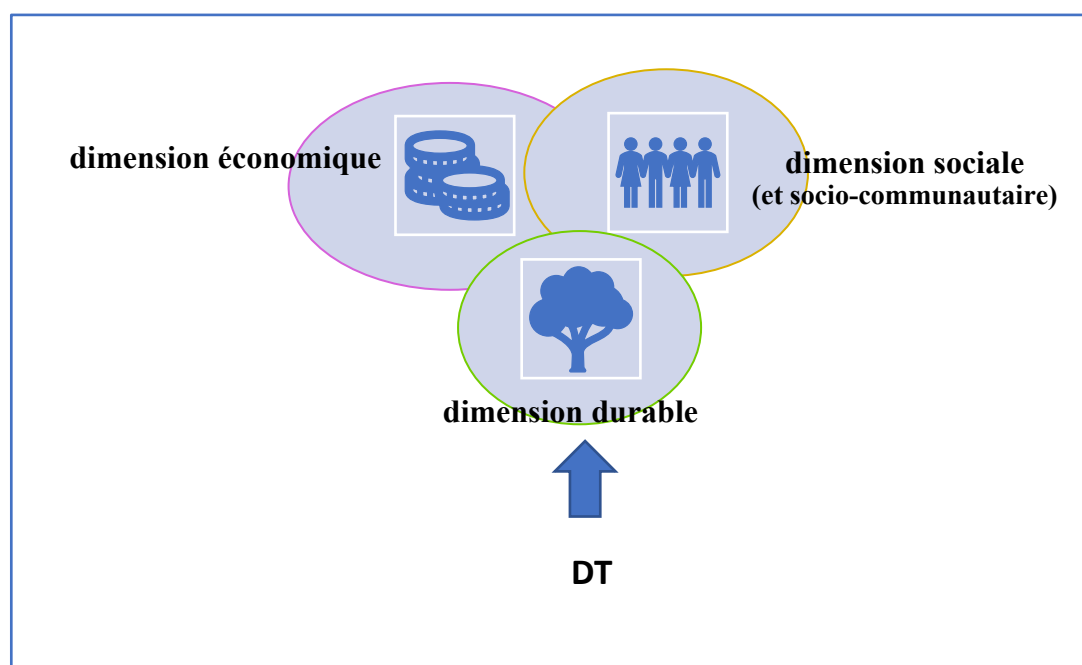 dimension économique
dimension sociale
(et socio-communautaire)
dimension durable
DT